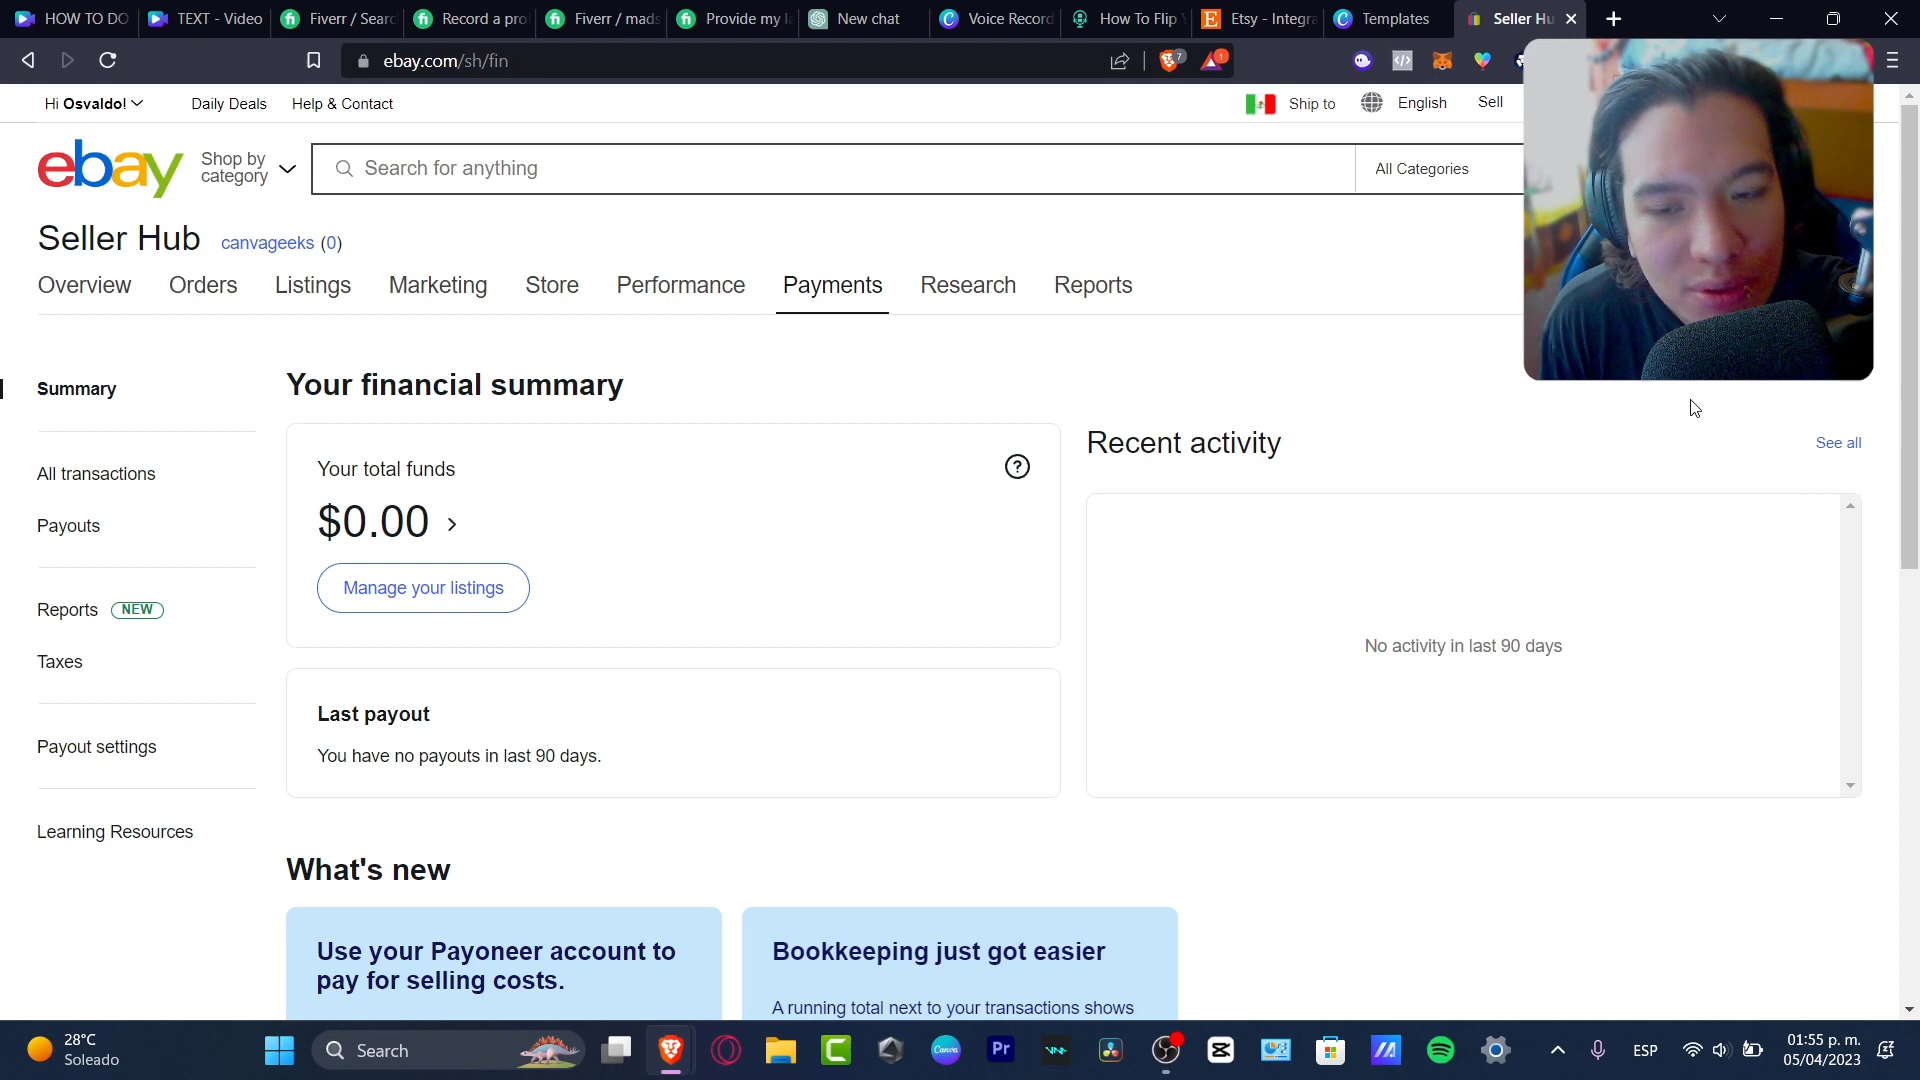 HOW TO DO
TEXT - Video
Fiverr / Sear
Record a pro
Fiverr / mads
Provide my
New chat
Voice Record
How To Flip
Etsy - Integra
Templates
Seller Hu
ebay.com/sh/fin
7
1
Hi Osvaldo!
Daily Deals
Help & Contact
Ship to
English
Sell
ebay
Shop by
category
Search for anything
All Categories
Seller Hub
canvageeks (0)
Overview
Orders
Listings
Marketing
Store
Performance
Payments
Research
Reports
Summary
All transactions
Payouts
Reports NEW
Taxes
Payout settings
Learning Resources
Your financial summary
Your total funds
?
$0.00
Manage your listings
Last payout
You have no payouts in last 90 days.
Recent activity
See all
No activity in last 90 days
What's new
Use your Payoneer account to
pay for selling costs.
Bookkeeping just got easier
A running total next to your transactions shows
28°C
Soleado
Search
Canva
Pr
ESP
01:55 p. m.
05/04/2023